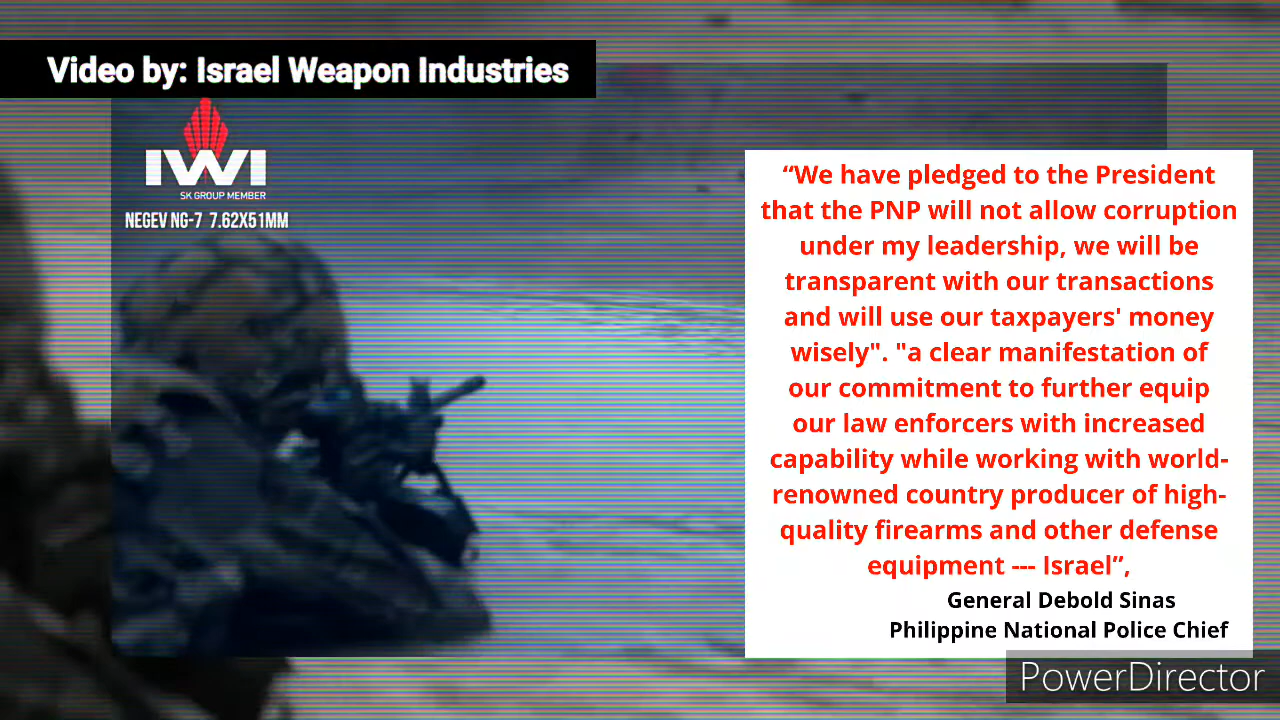 Video by: Israel Weapon Industries
IWI
SK GROUP MEMBER
NEGEV NG-7 7.62X51MM
“We have pledged to the President
that the PNP will not allow corruption
under my leadership, we will be
transparent with our transactions
and will use our taxpayers' money
wisely". "a clear manifestation of
our commitment to further equip
our law enforcers with increased
capability while working with world-
renowned country producer of high-
quality firearms and other defense
equipment --- Israel”,
General Debold Sinas
Philippine National Police Chief
PowerDirector